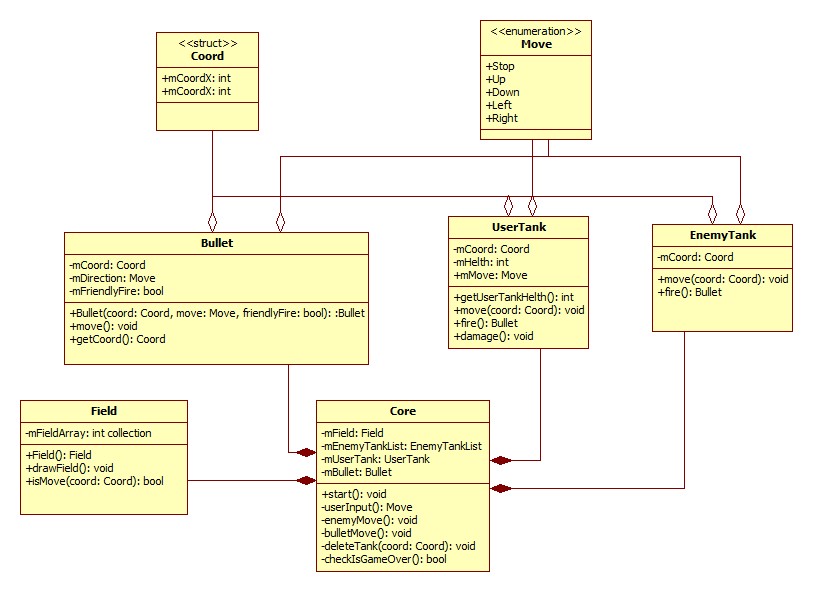 <<struct>>
Coord
+mCoordX: int
+mCoordX: int
<<enumeration>>
Move
+Stop
+Up
+Down
+Left
+Right
Bullet
-mCoord: Coord
-mDirection: Move
-mFriendlyFire: bool
+Bullet(coord: Coord, move: Move, friendlyFire: bool): :Bullet
+move(): void
+getCoord(): Coord
UserTank
-mCoord: Coord
-mHelth: int
+mMove: Move
+getUserTankHelth(): int
+move(coord: Coord): void
+fire(): Bullet
+damage(): void
EnemyTank
-mCoord: Coord
+move(coord: Coord): void
+fire(): Bullet
Field
-mFieldArray: int collection
+Field(): Field
+drawField(): void
+isMove(coord: Coord): bool
Core
-mField: Field
-mEnemyTankList: EnemyTankList
-mUserTank: UserTank
-mBullet: Bullet
+start(): void
-userInput(): Move
-enemyMove(): void
-bulletMove(): void
-deleteTank(coord: Coord): void
-checkIsGameOver(): bool